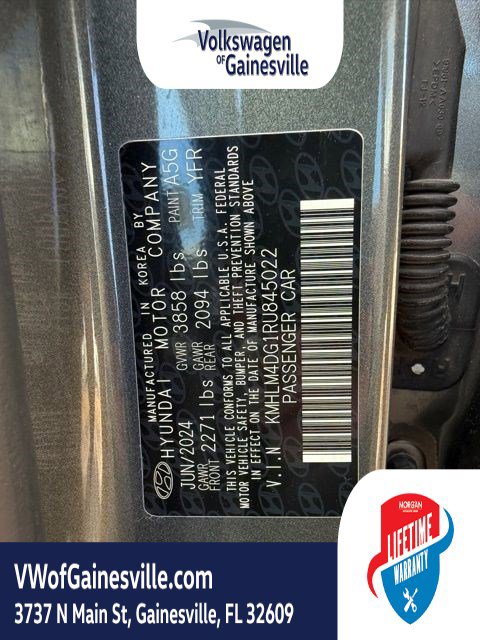 Volkswagen
OF Gainesville
MANUFACTURED IN KOREA BY
HYUNDAI MOTOR COMPANY
JUN/2024 GVWR 3858 lbs PAINT A5G
GAWR FRONT 2271 lbs GAWR REAR 2094 lbs TRIM YFR
THIS VEHICLE CONFORMS TO ALL APPLICABLE U.S.A. FEDERAL
MOTOR VEHICLE SAFETY, BUMPER, AND THEFT PREVENTION STANDARDS
IN EFFECT ON THE DATE OF MANUFACTURE SHOWN ABOVE
V.I.N KMHLM4DG1RU845022
PASSENGER CAR
MORGAN
LIFETIME
WARRANTY
VWofGainesville.com
3737 N Main St, Gainesville, FL 32609